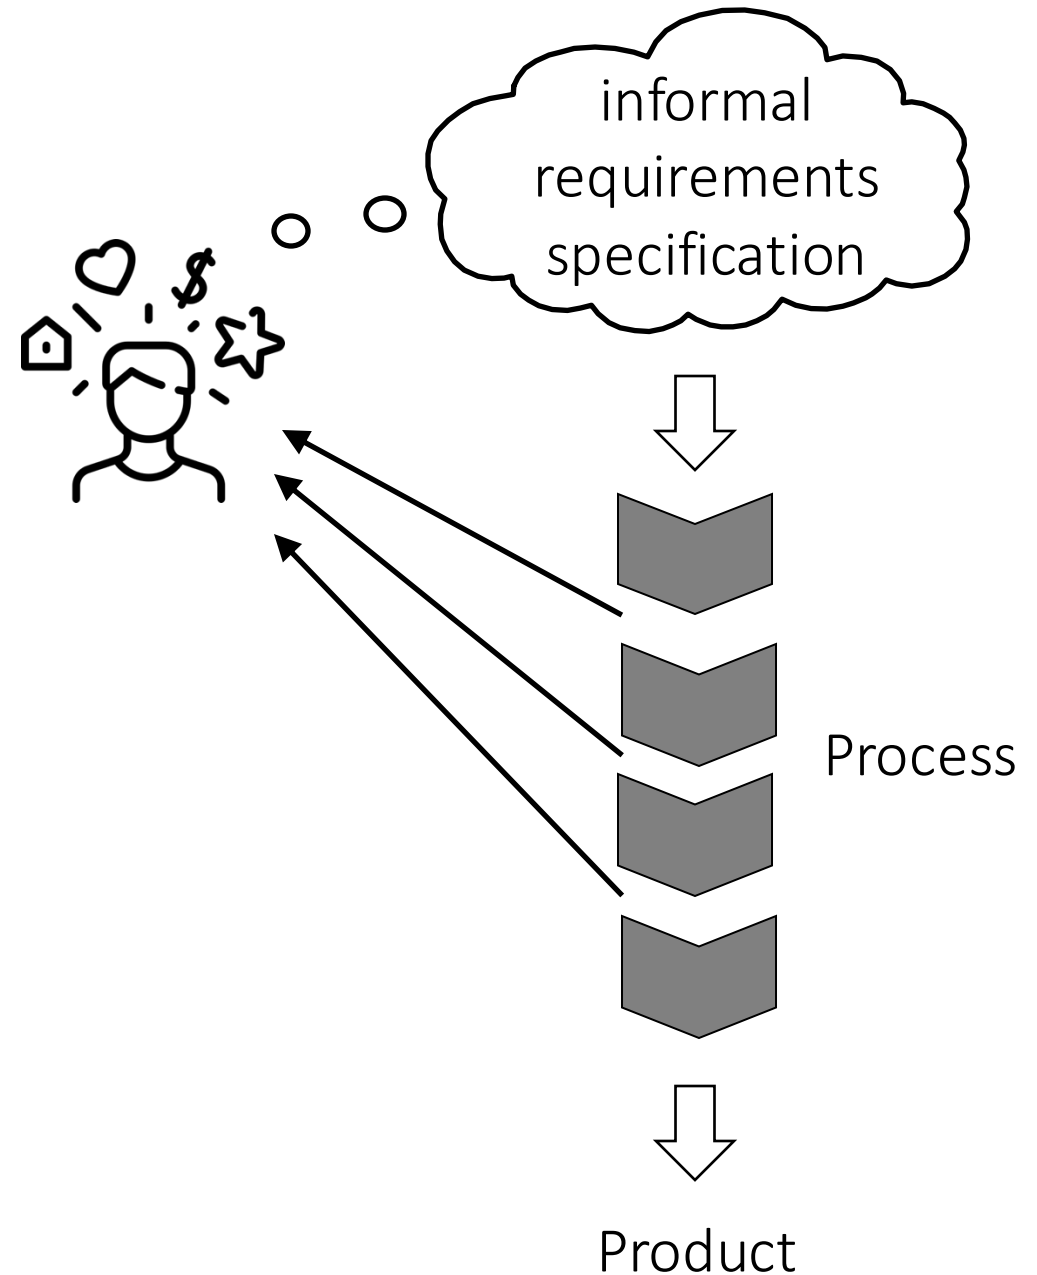 informal
requirements
specification
Process
Product